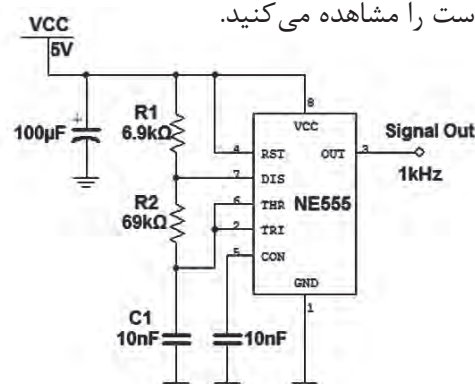 ست را مشاهده می‌کنید.
VCC
5V
100µF
+
R1
6.9kΩ
R2
69kΩ
C1
10nF
10nF
8
VCC
4 RST
OUT 3
7 DIS
6 THR
NE555
2 TRI
5 CON
GND
1
Signal Out
1kHz